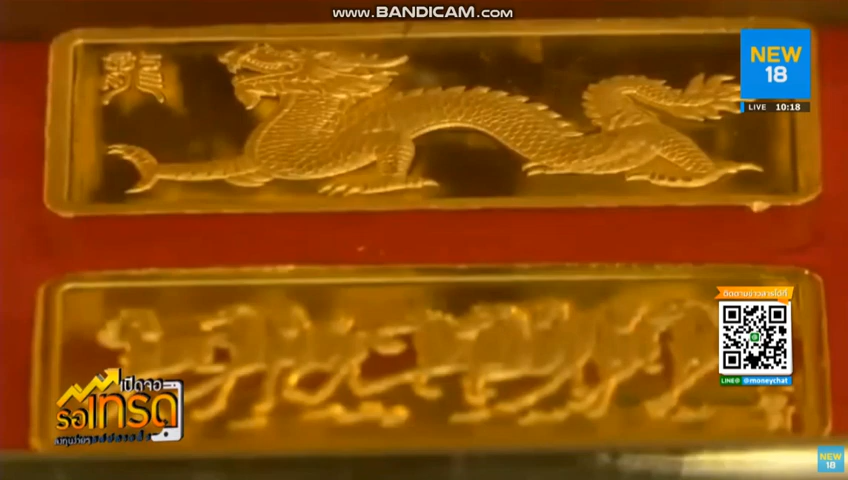 www.BANDICAM.com
NEW
18
LIVE 10:18
ติดตามข่าวสารได้ที่
LINE@ @moneychat
เปิดจอ
รอเทรด
NEW
18